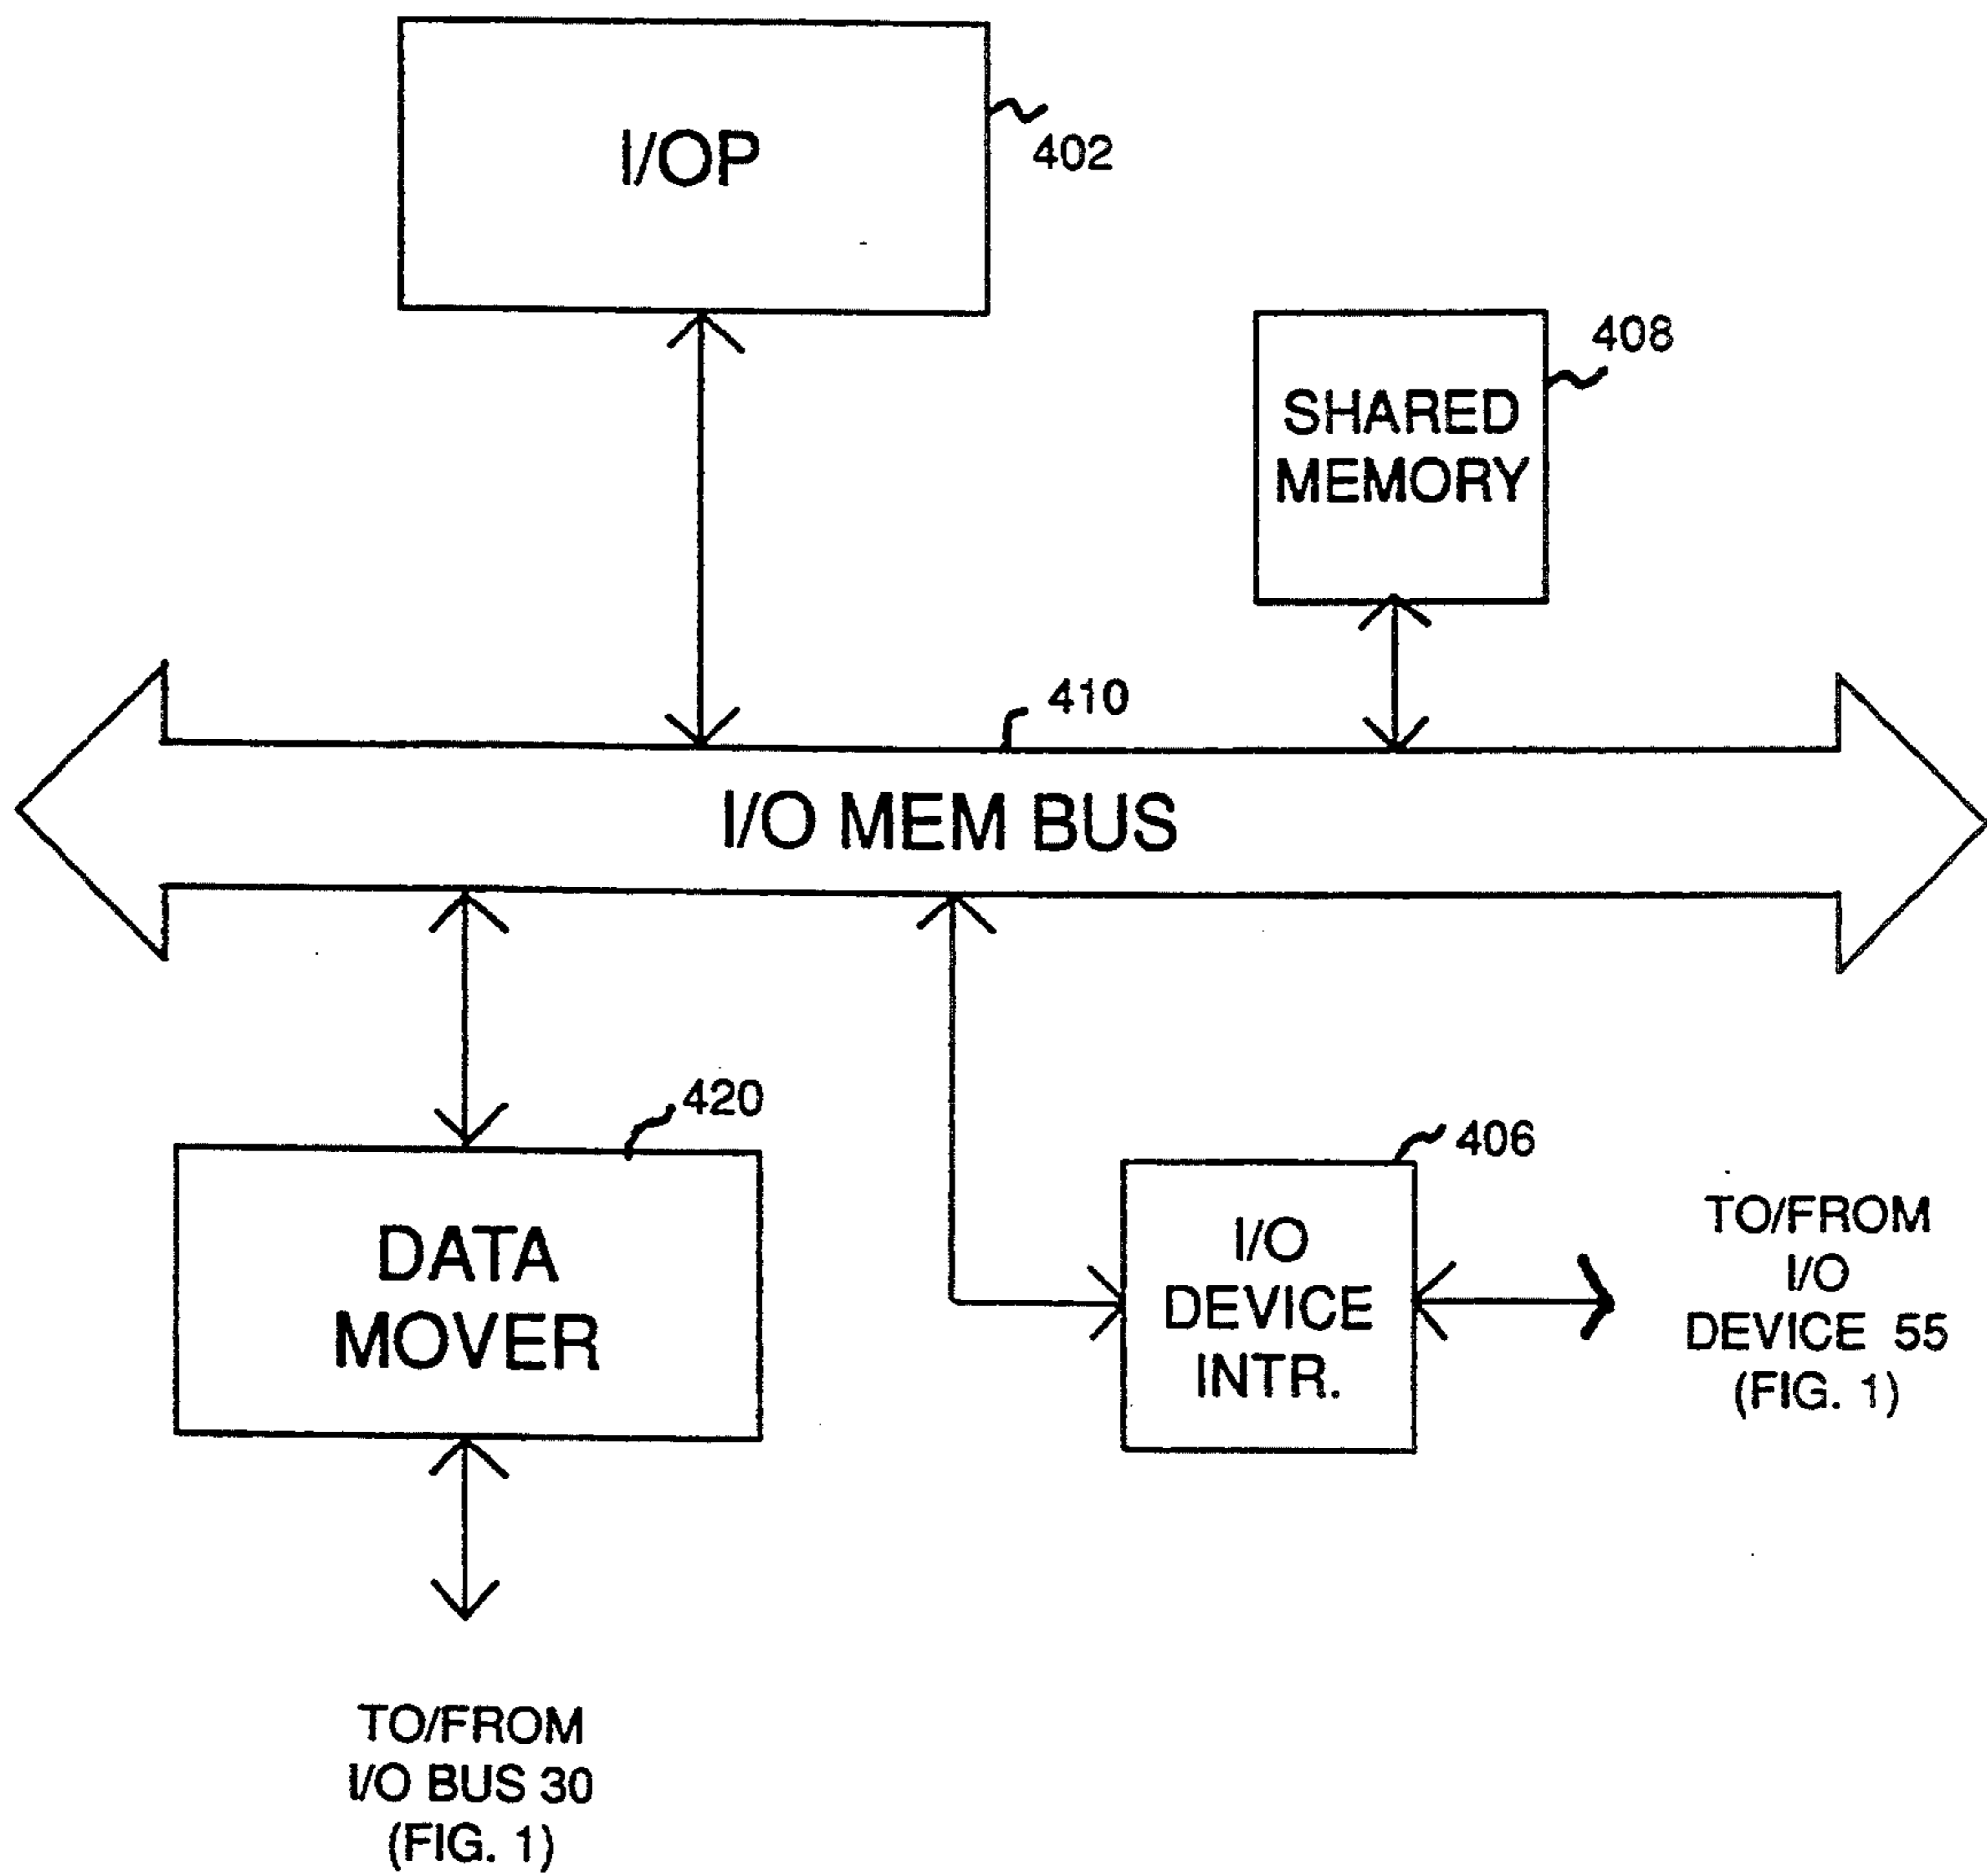 I/OP
402
408
SHARED
MEMORY
410
I/O MEM BUS
420
406
DATA
MOVER
I/O
DEVICE
INTR.
TO/FROM
I/O
DEVICE 55
(FIG. 1)
TO/FROM
I/O BUS 30
(FIG. 1)